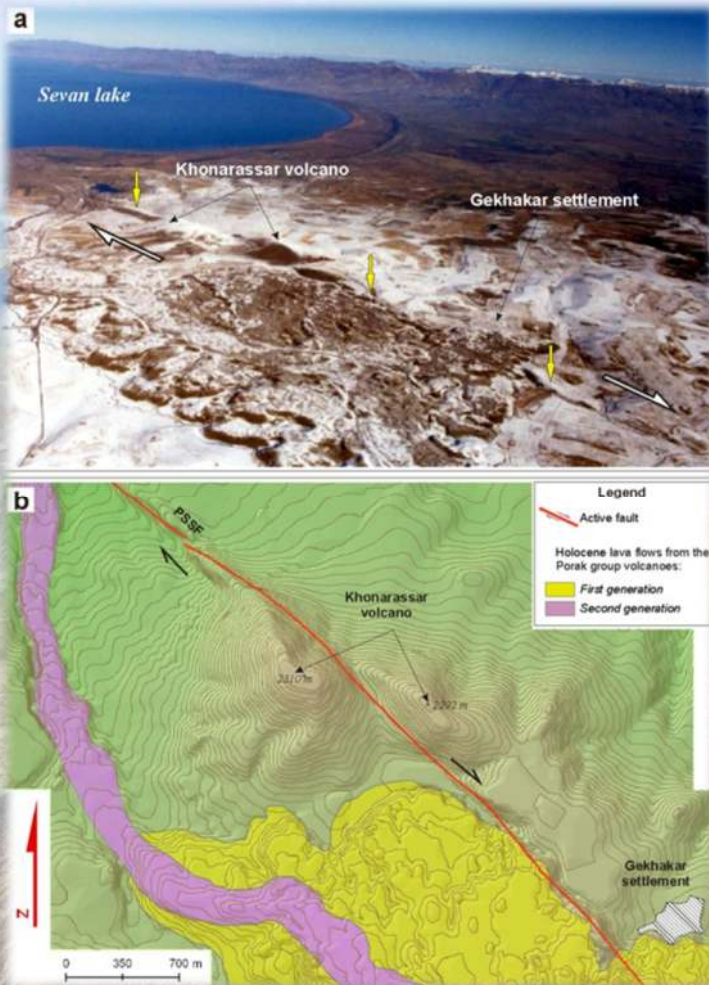 a
Sevan lake
Khonarassar volcano
Gekhakar settlement
b
PSSF
Khonarassar
volcano
2292 m
Legend
Active fault
Holocene lava flows from the
Porak group volcanoes:
First generation
Second generation
Gekhakar
settlement
N
0 350 700 m